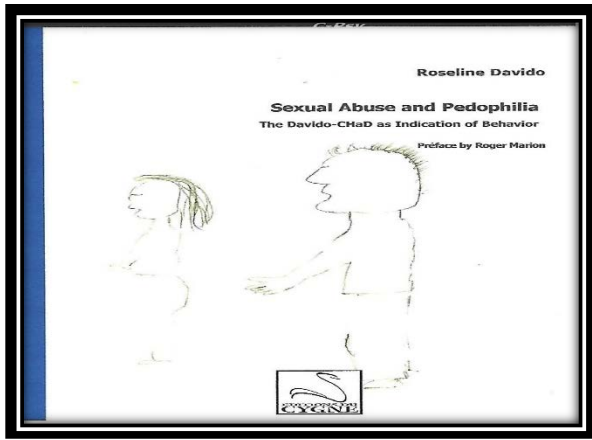 Roseline Davido
Sexual Abuse and Pedophilia
The Davido-CHaD as Indication of Behavior
Préface by Roger Marion
CYGNE